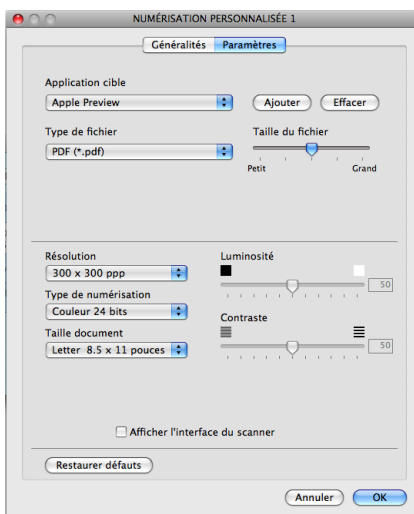 NUMÉRISATION PERSONNALISÉE 1
Généralités Paramètres
Application cible
Apple Preview Ajouter Effacer
Type de fichier Taille du fichier
PDF (*.pdf)
Petit Grand
Résolution Luminosité
300 x 300 ppp
50
Type de numérisation
Couleur 24 bits
Contraste
Taille document
Letter 8.5 x 11 pouces 50
Afficher l'interface du scanner
Restaurer défauts
Annuler OK